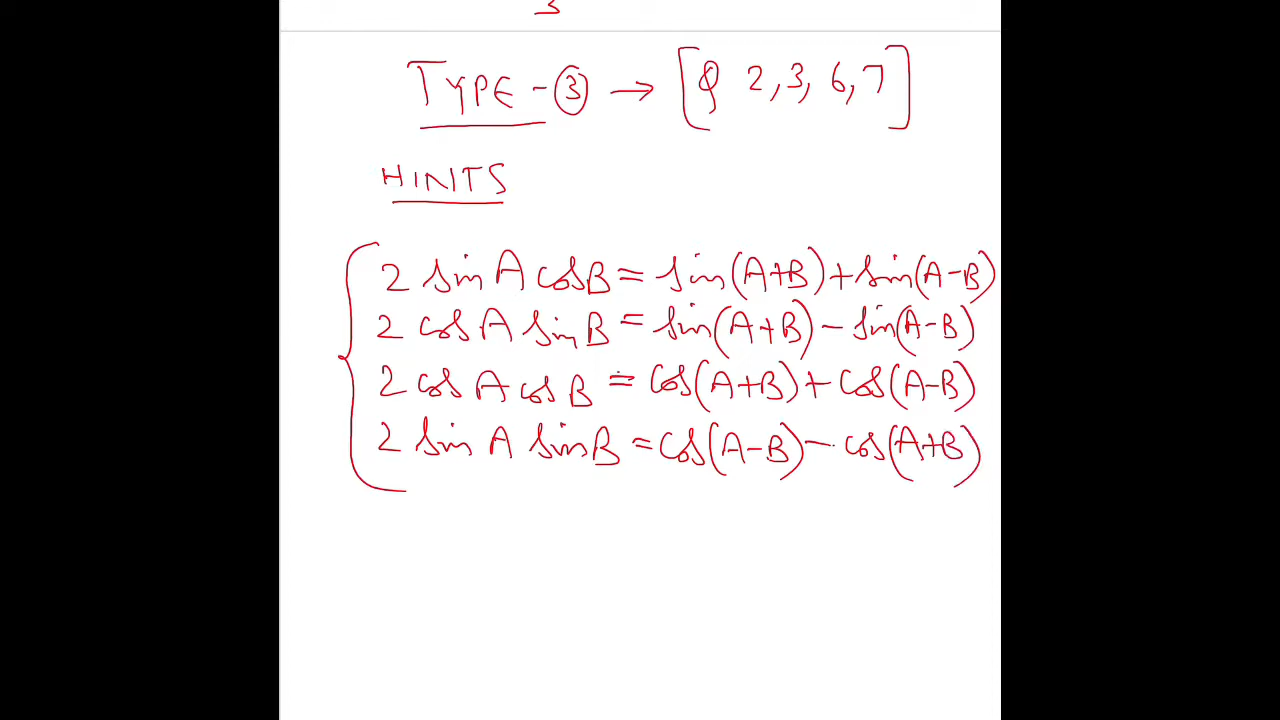 3
TYPE - 3 → [Q 2, 3, 6, 7]
HINTS
2 sin A cos B = sin(A+B) + sin(A-B)
2 cos A sin B = sin(A+B) - sin(A-B)
2 cos A cos B = cos(A+B) + cos(A-B)
2 sin A sin B = cos(A-B) - cos(A+B)